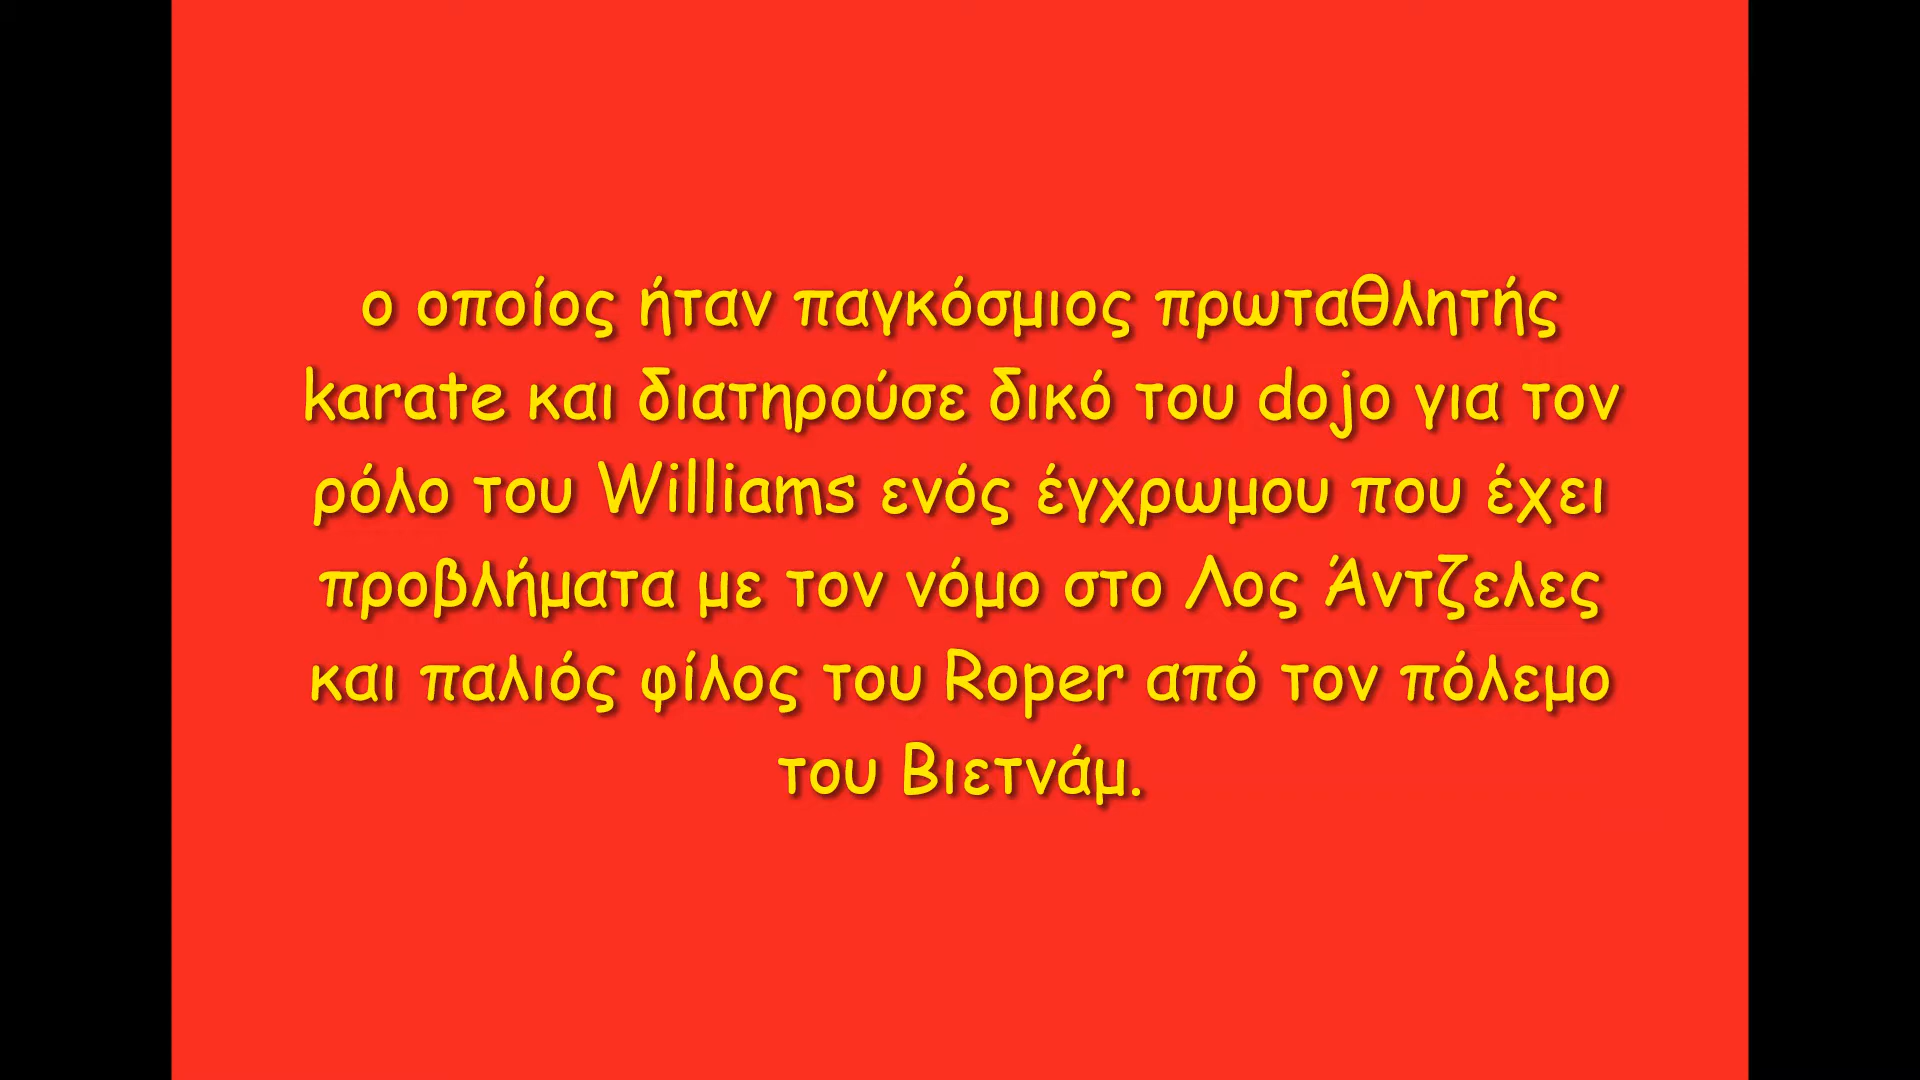 ο οποίος ήταν παγκόσμιος πρωταθλητής
karate και διατηρούσε δικό του dojo για τον
ρόλο του Williams ενός έγχρωμου που έχει
προβλήματα με τον νόμο στο Λος Άντζελες
και παλιός φίλος του Roper από τον πόλεμο
του Βιετνάμ.